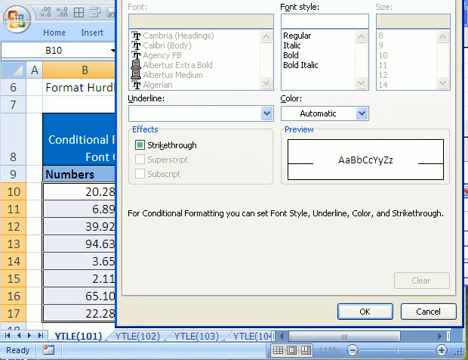 Font:
Font style:
Size:
Home
Insert
B10
Cambria (Headings)
Calibri (Body)
Agency FB
Albertus Extra Bold
Albertus Medium
Algerian
Regular
Italic
Bold
Bold Italic
8
9
10
11
12
14
A
B
6
Format Hurdl
Underline:
Color:
Automatic
Conditional F
Font C
8
Effects
Strikethrough
Superscript
Subscript
Preview
AaBbCcYyZz
9
Numbers
10
20.28
11
6.89
12
39.92
13
94.63
14
3.65
15
2.11
16
65.10
17
22.28
For Conditional Formatting you can set Font Style, Underline, Color, and Strikethrough.
Clear
OK
Cancel
YTLE(101)
YTLE(102)
YTLE(103)
YTLE(104
Ready
115%